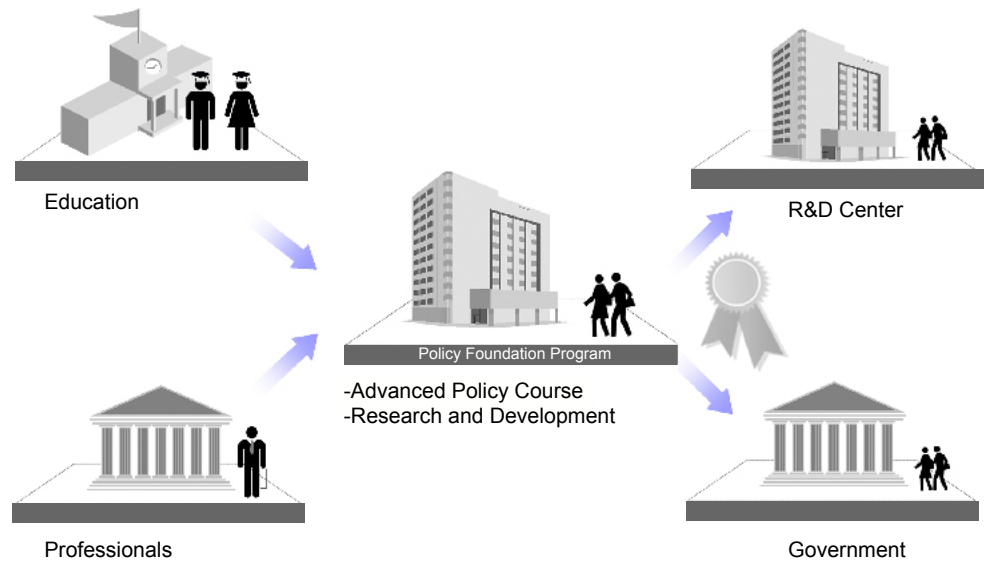 Education
R&D Center
Policy Foundation Program
-Advanced Policy Course
-Research and Development
Professionals
Government